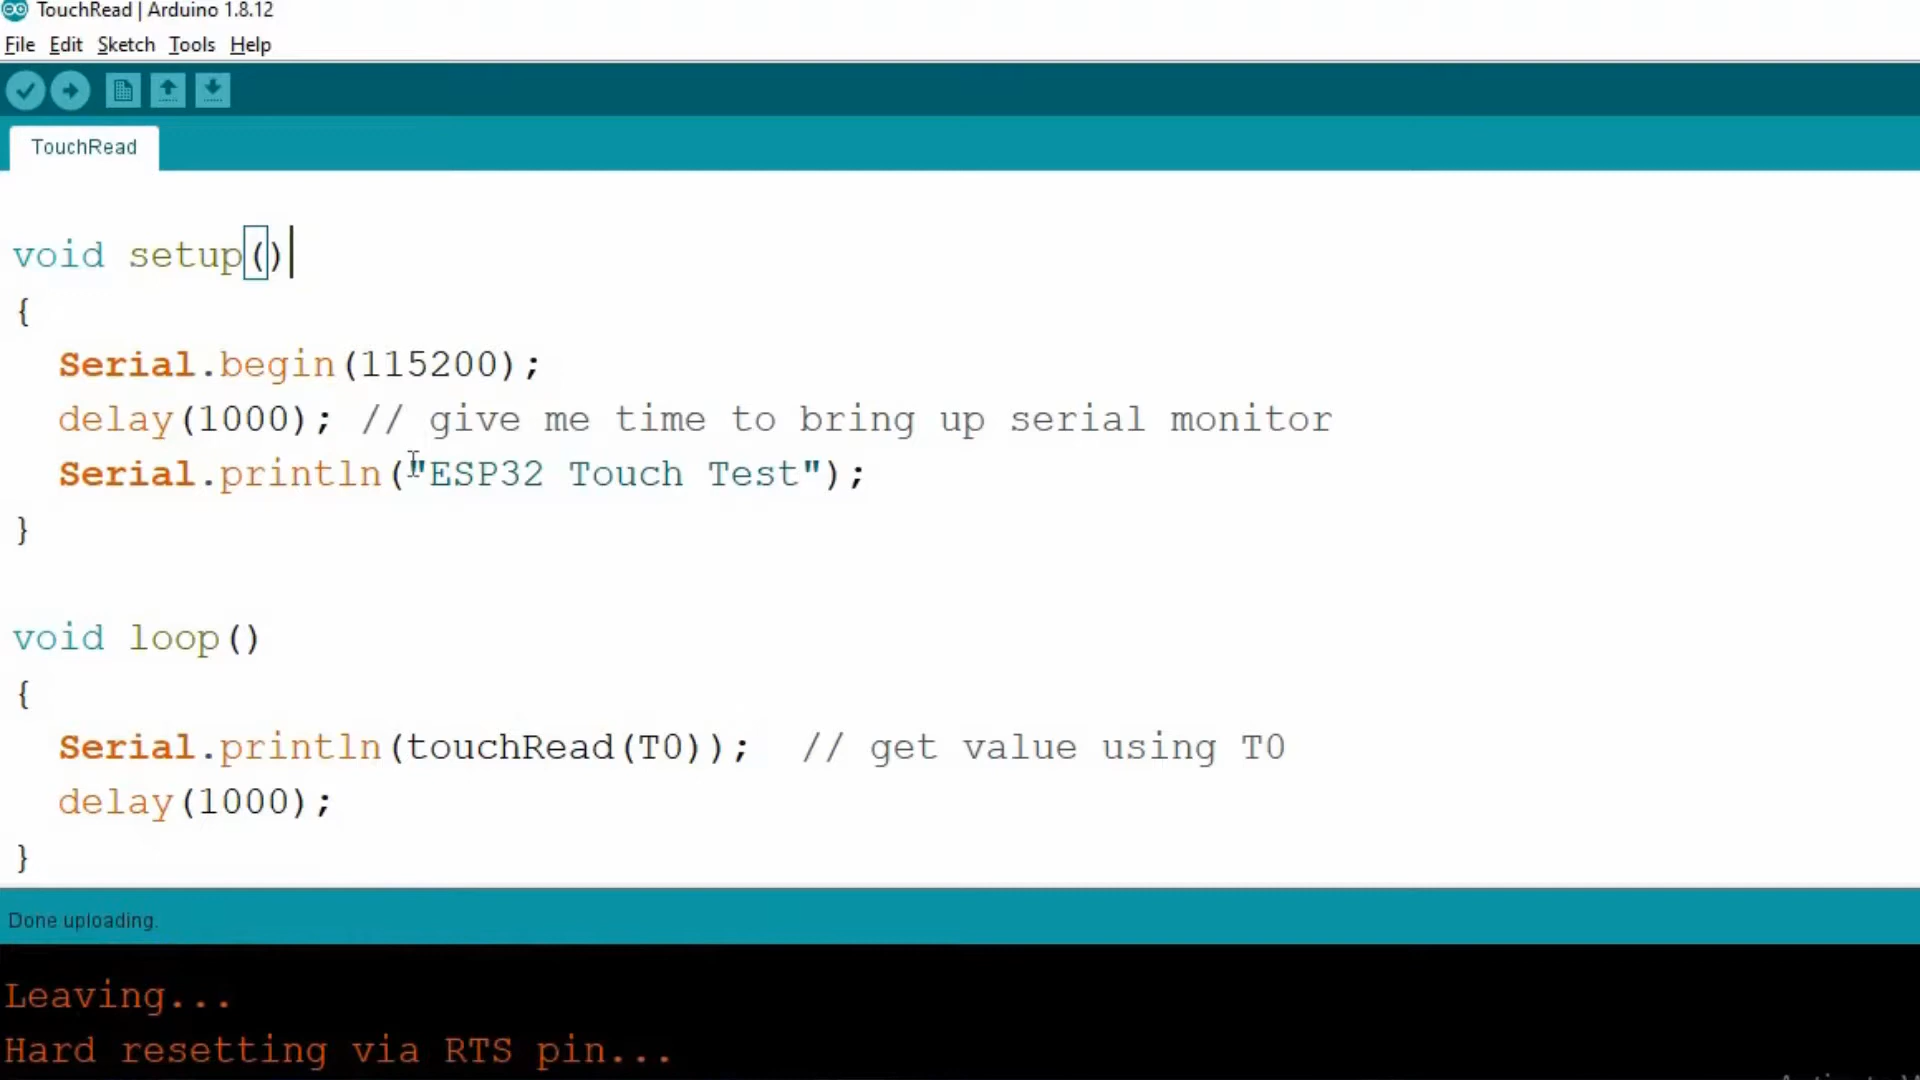 TouchRead | Arduino 1.8.12
File Edit Sketch Tools Help
TouchRead
void setup()
{
Serial.begin(115200);
delay(1000); // give me time to bring up serial monitor
Serial.println("ESP32 Touch Test");
}
void loop()
{
Serial.println(touchRead(T0)); // get value using T0
delay(1000);
}
Done uploading.
Leaving...
Hard resetting via RTS pin...